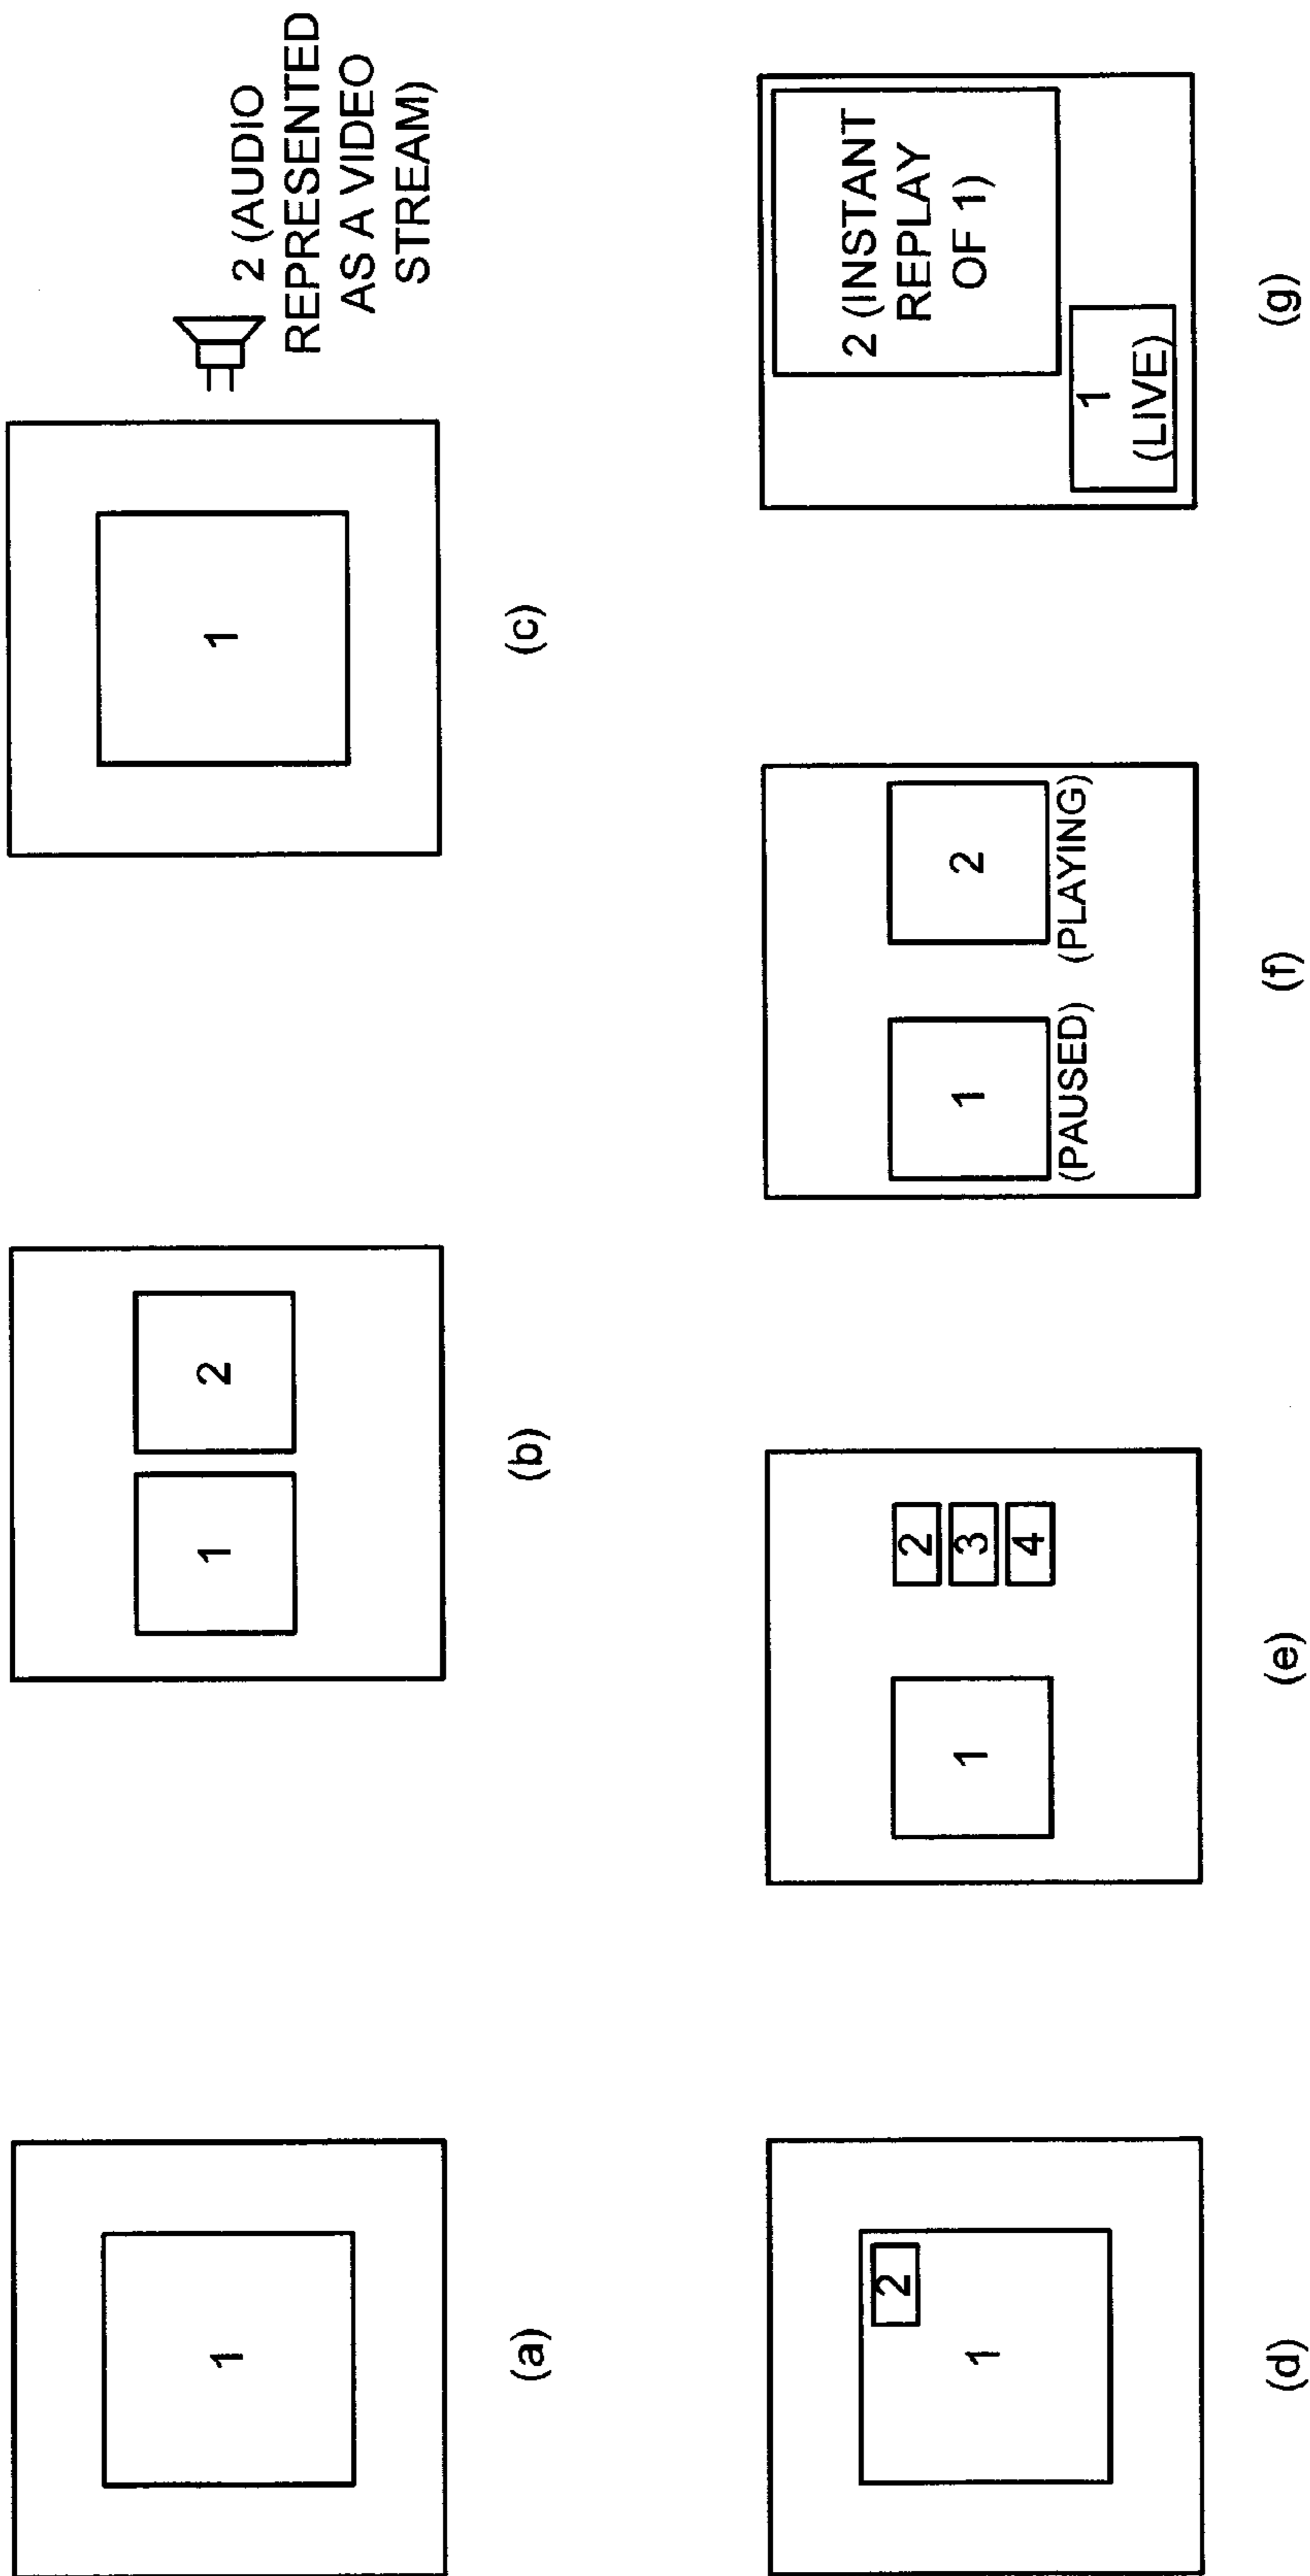 1
(a)
1 2
(b)
1
2 (AUDIO
REPRESENTED
AS A VIDEO
STREAM)
(c)
2
1
(d)
1
2
3
4
(e)
1 2
(PAUSED) (PLAYING)
(f)
2 (INSTANT
REPLAY
OF 1)
1
(LIVE)
(g)